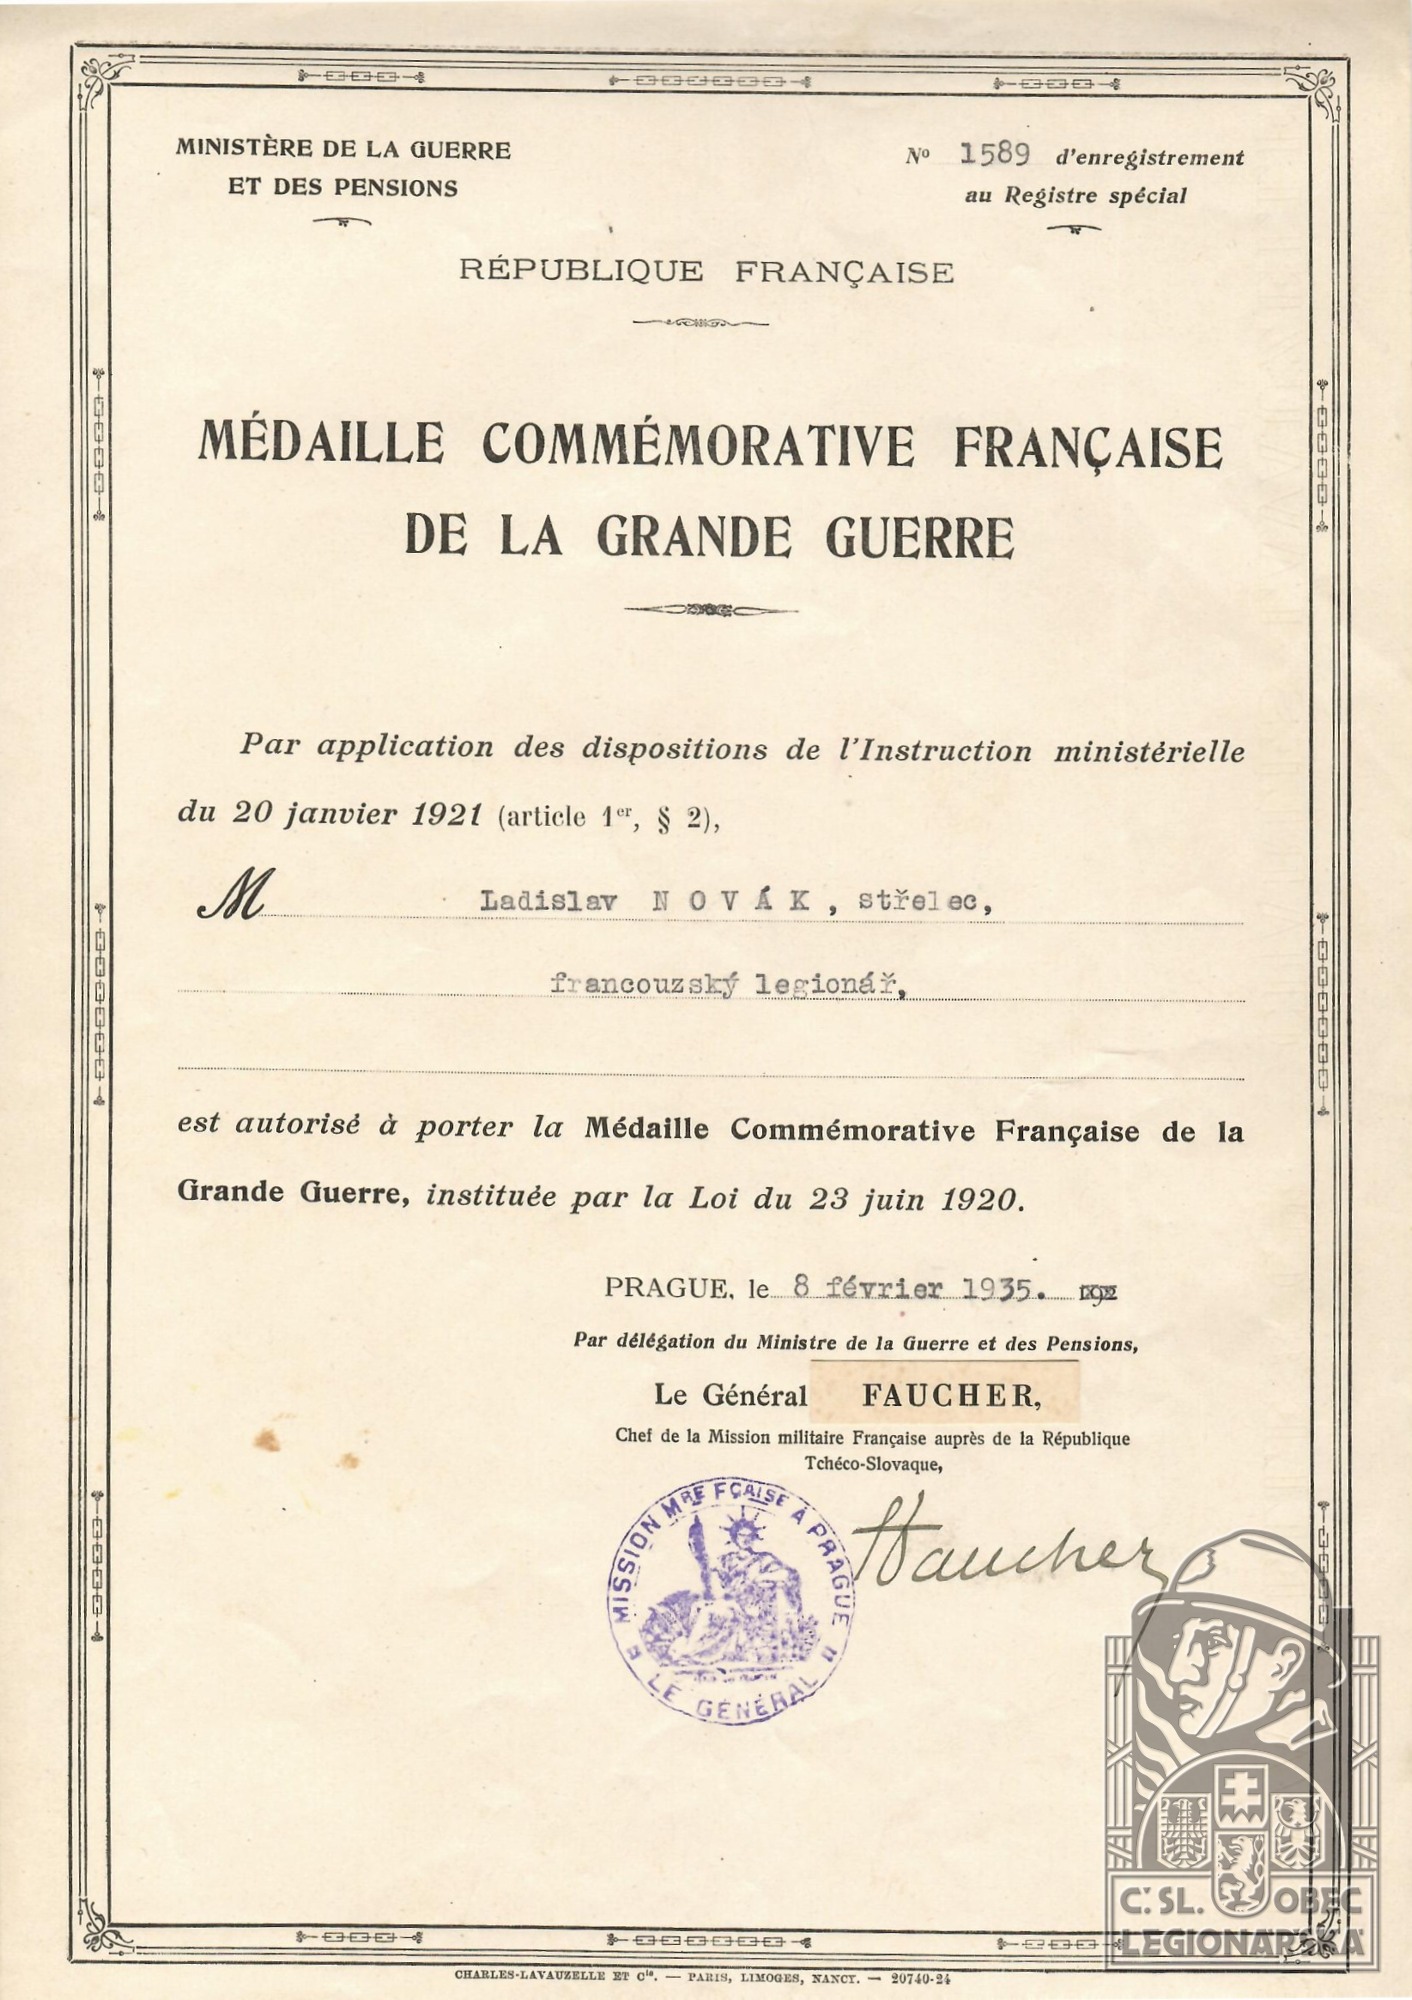 MINISTÈRE DE LA GUERRE
ET DES PENSIONS
Nº 1589 d'enregistrement
au Registre spécial
RÉPUBLIQUE FRANÇAISE
MÉDAILLE COMMÉMORATIVE FRANÇAISE
DE LA GRANDE GUERRE
Par application des dispositions de l'Instruction ministérielle
du 20 janvier 1921 (article 1er, § 2),
M Ladislav NOVÁK, střelec,
francouzský legionář,
est autorisé à porter la Médaille Commémorative Française de la
Grande Guerre, instituée par la Loi du 23 juin 1920.
PRAGUE, le 8 février 1935. 192
Par délégation du Ministre de la Guerre et des Pensions,
Le Général FAUCHER,
Chef de la Mission militaire Française auprès de la République
Tchéco-Slovaque,
Faucher
MISSION MRE FÇAISE À PRAGUE
LE GÉNÉRAL
Č.SL. OBEC
LEGIONÁŘSKÁ
CHARLES-LAVAUZELLE ET Cie. — PARIS, LIMOGES, NANCY. — 20740-24